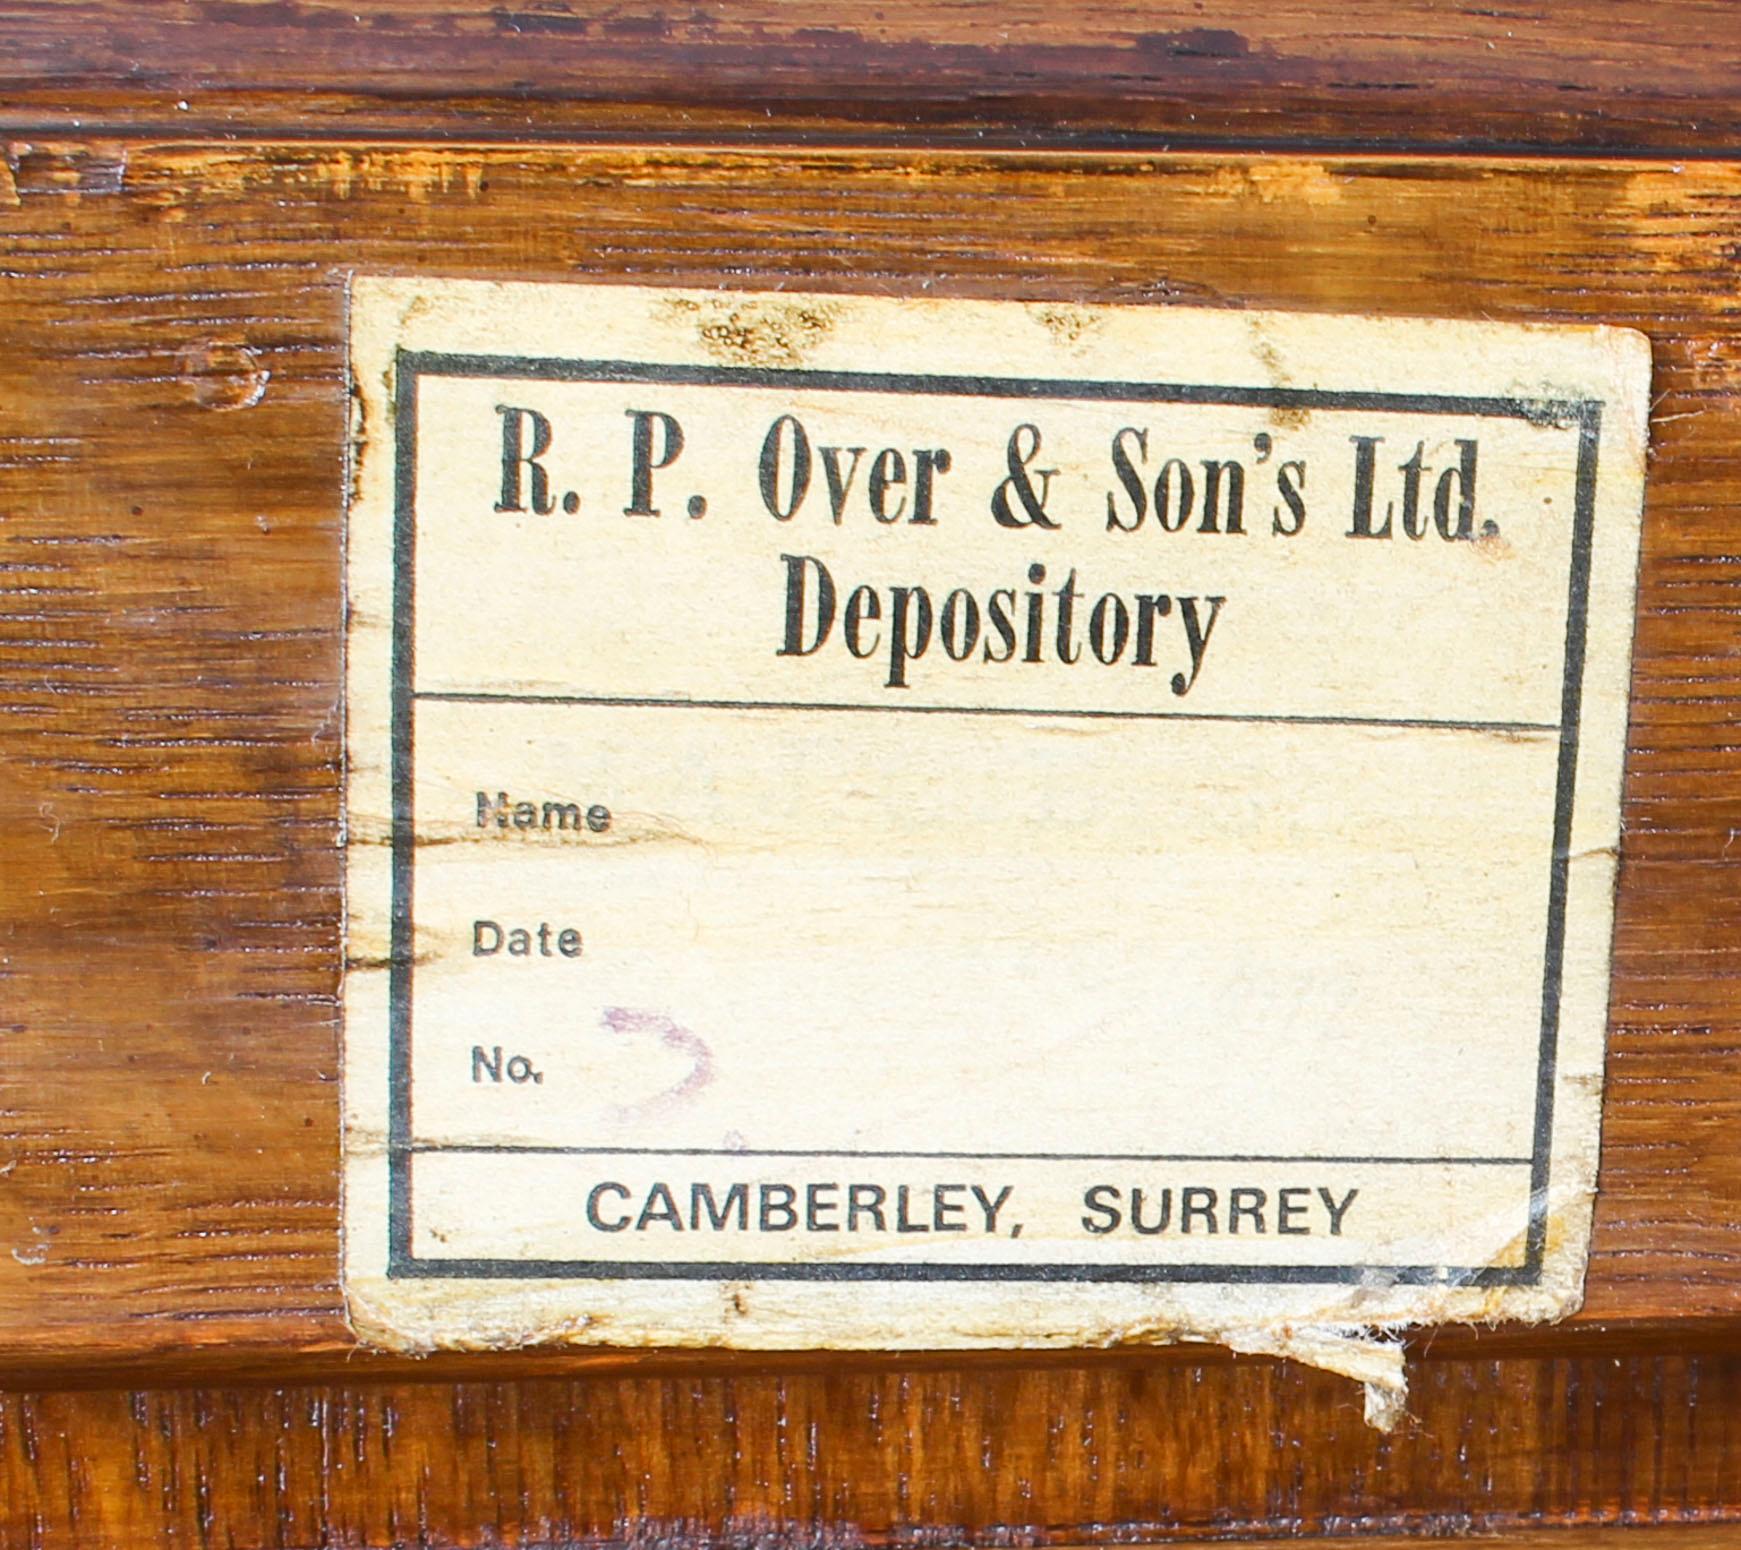 R. P. Over & Son's Ltd.
Depository
Name
Date
No.
CAMBERLEY, SURREY